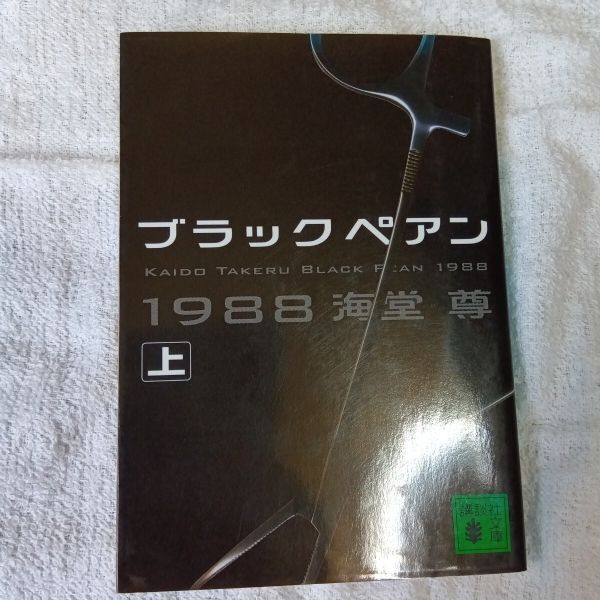 ブラックペアン
KAIDO TAKERU BLACK PEAN 1988
1988 海堂 尊
上
講談社
文庫